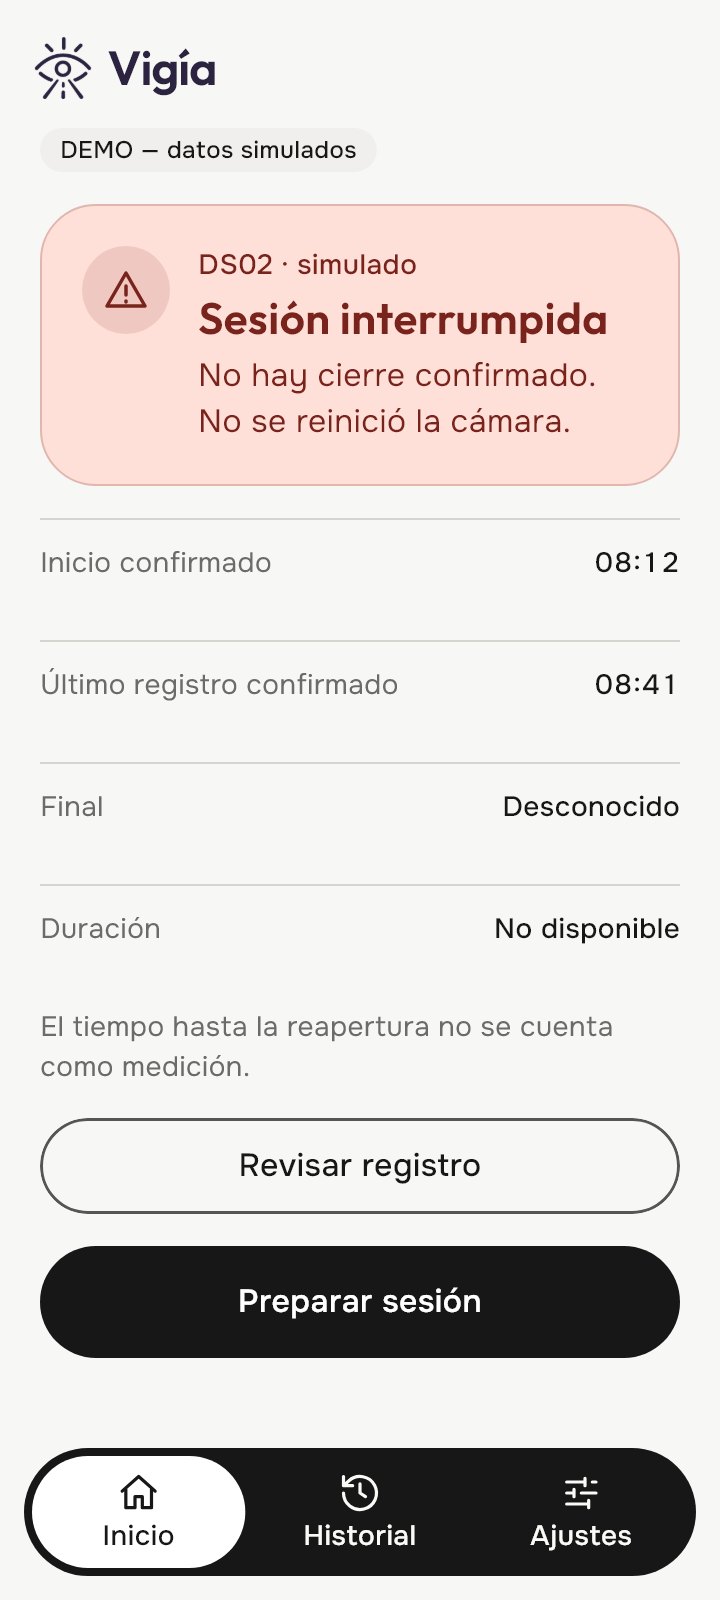 Vigía
DEMO — datos simulados
DS02 · simulado
Sesión interrumpida
No hay cierre confirmado.
No se reinició la cámara.
Inicio confirmado 08:12
Último registro confirmado 08:41
Final Desconocido
Duración No disponible
El tiempo hasta la reapertura no se cuenta
como medición.
Revisar registro
Preparar sesión
Inicio Historial Ajustes